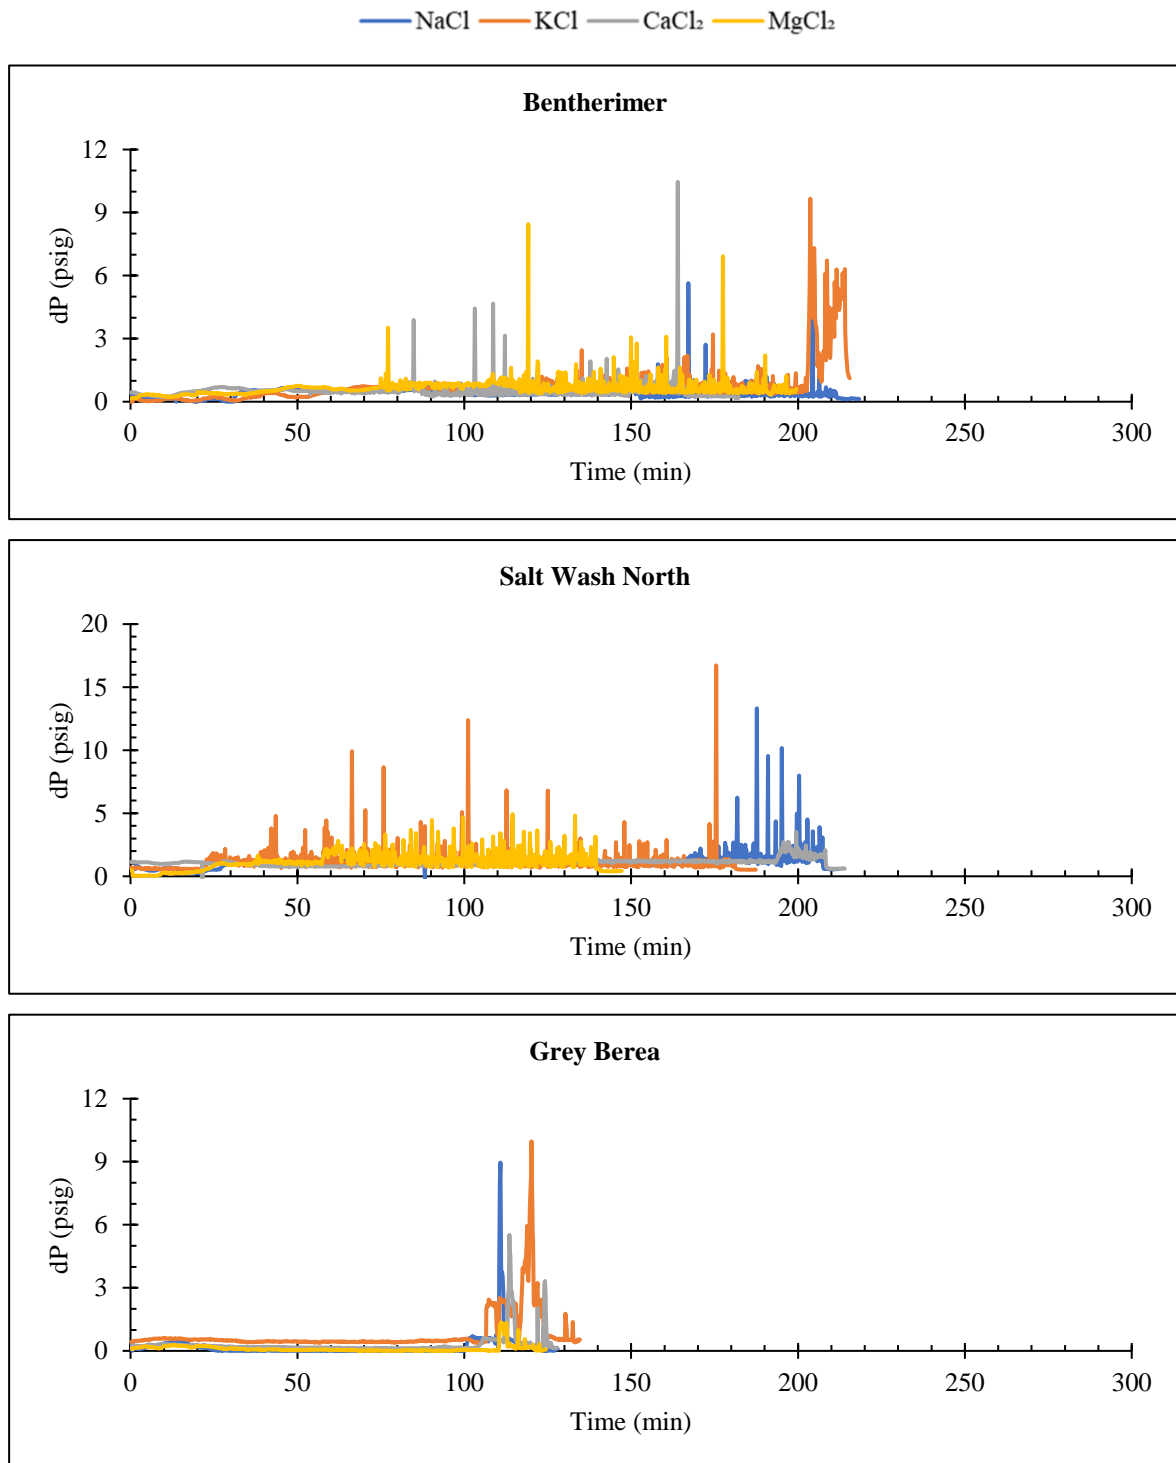 NaCl KCl CaCl₂ MgCl₂
Bentherimer
12
9
6
3
0
dP (psig)
0 50 100 150 200 250 300
Time (min)
Salt Wash North
20
15
10
5
0
dP (psig)
0 50 100 150 200 250 300
Time (min)
Grey Berea
12
9
6
3
0
dP (psig)
0 50 100 150 200 250 300
Time (min)